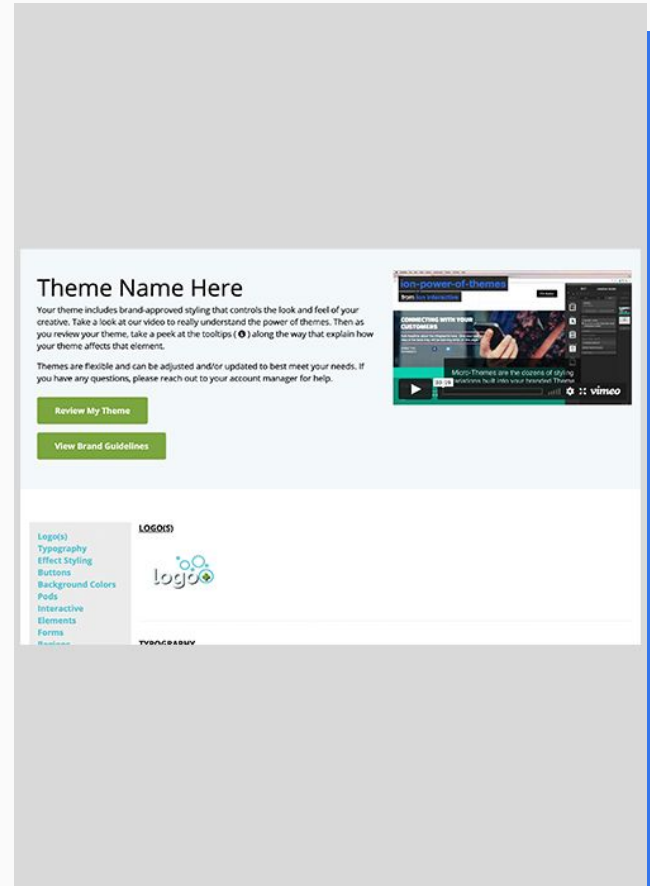 Theme Name Here
Your theme includes brand-approved styling that controls the look and feel of your
creative. Take a look at our video to really understand the power of themes. Then as
you review your theme, take a peek at the tooltips ( ) along the way that explain how
your theme affects that element.
Themes are flexible and can be adjusted and/or updated to best meet your needs. If
you have any questions, please reach out to your account manager for help.
Review My Theme
View Brand Guidelines
ion-power-of-themes
from ion interactive
CONNECTING WITH YOUR
CUSTOMERS
Micro-Themes are the dozens of styling
variations built into your branded Theme
vimeo
Logo(s)
Typography
Effect Styling
Buttons
Background Colors
Pods
Interactive
Elements
Forms
Regions
LOGO(S)
logo
TYPOGRAPHY